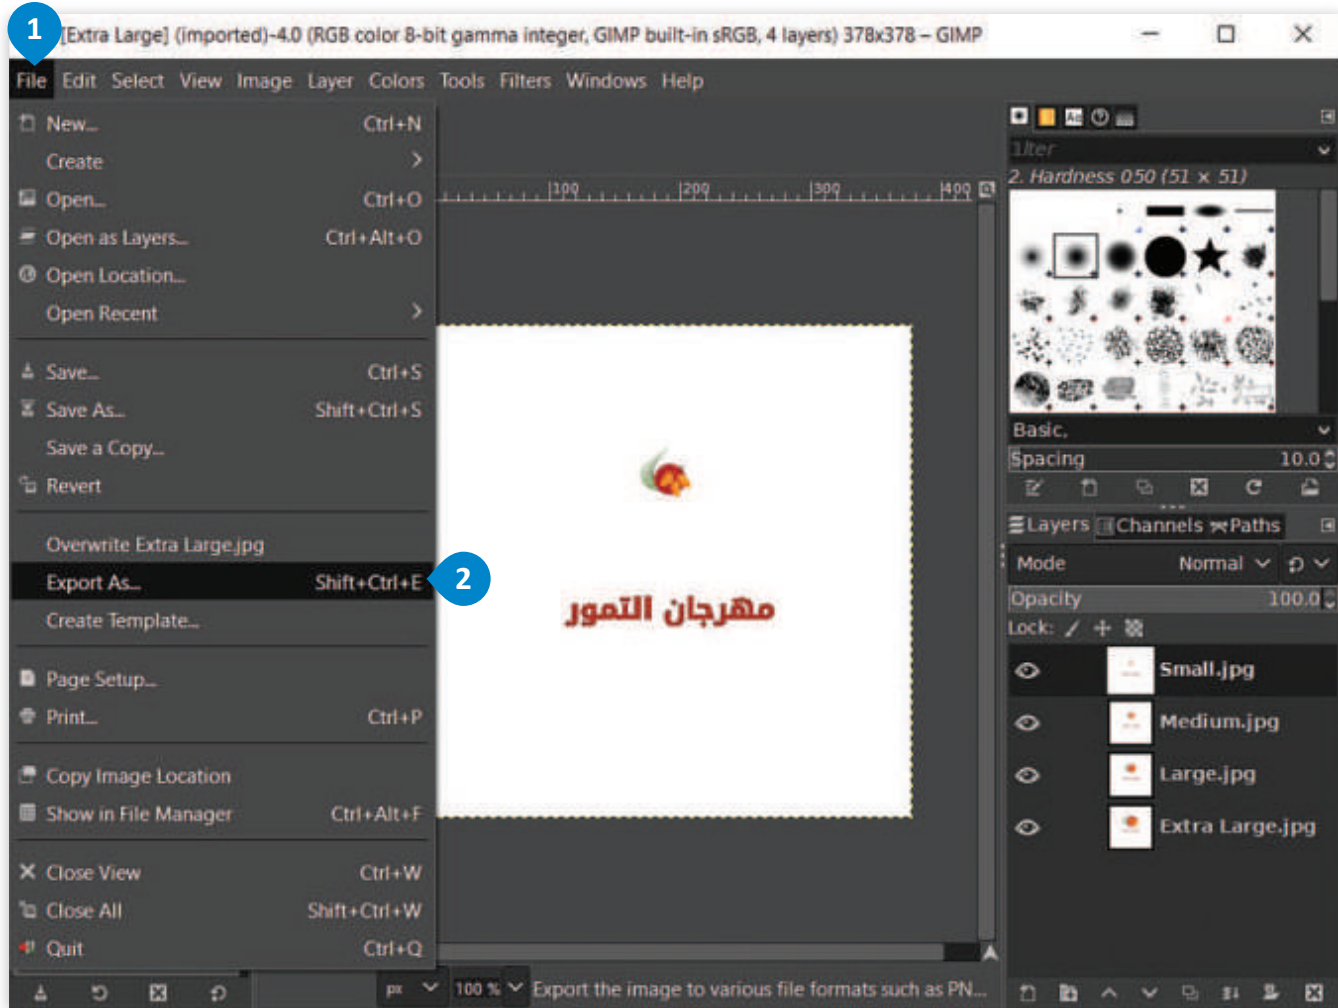 1
[Extra Large] (imported)-4.0 (RGB color 8-bit gamma integer, GIMP built-in sRGB, 4 layers) 378x378 – GIMP
File Edit Select View Image Layer Colors Tools Filters Windows Help
New... Ctrl+N
Create
Open... Ctrl+O
Open as Layers... Ctrl+Alt+O
Open Location...
Open Recent
Save... Ctrl+S
Save As... Shift+Ctrl+S
Save a Copy...
Revert
Overwrite Extra Large.jpg
Export As... Shift+Ctrl+E
2
Create Template...
Page Setup...
Print... Ctrl+P
Copy Image Location
Show in File Manager Ctrl+Alt+F
Close View Ctrl+W
Close All Shift+Ctrl+W
Quit Ctrl+Q
100 200 300 400
مهرجان التمور
px 100 % Export the image to various file formats such as PN...
2. Hardness 050 (51 × 51)
Basic,
Spacing 10.0
Layers Channels Paths
Mode Normal
Opacity 100.0
Lock:
Small.jpg
Medium.jpg
Large.jpg
Extra Large.jpg